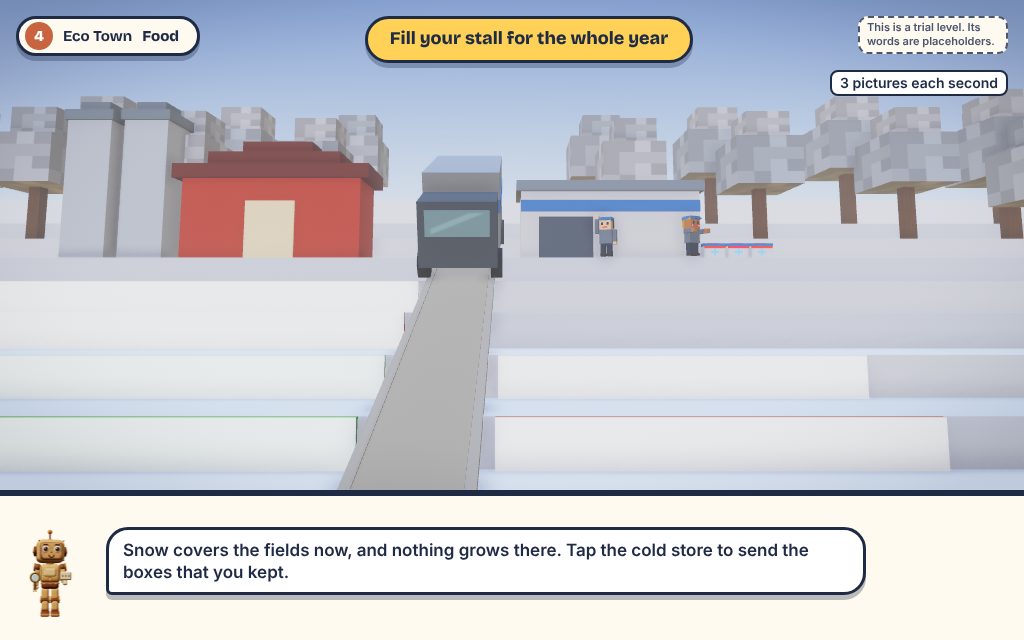 4 Eco Town Food
Fill your stall for the whole year
This is a trial level. Its
words are placeholders.
3 pictures each second
Snow covers the fields now, and nothing grows there. Tap the cold store to send the
boxes that you kept.